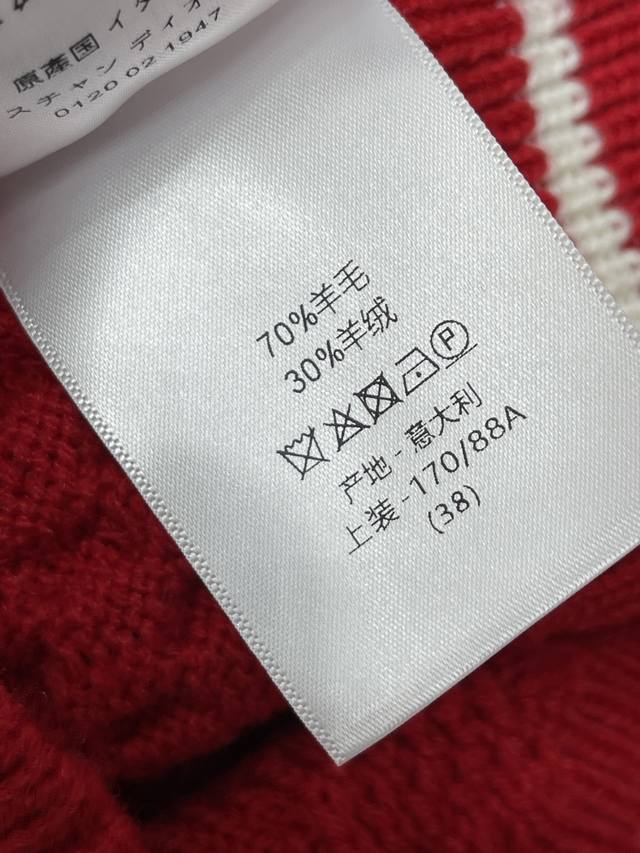 原産国 イタ
スチャン ディオ
0120 02 1947
70%羊毛
30%羊绒
P
产地 - 意大利
上装 - 170/88A
(38)